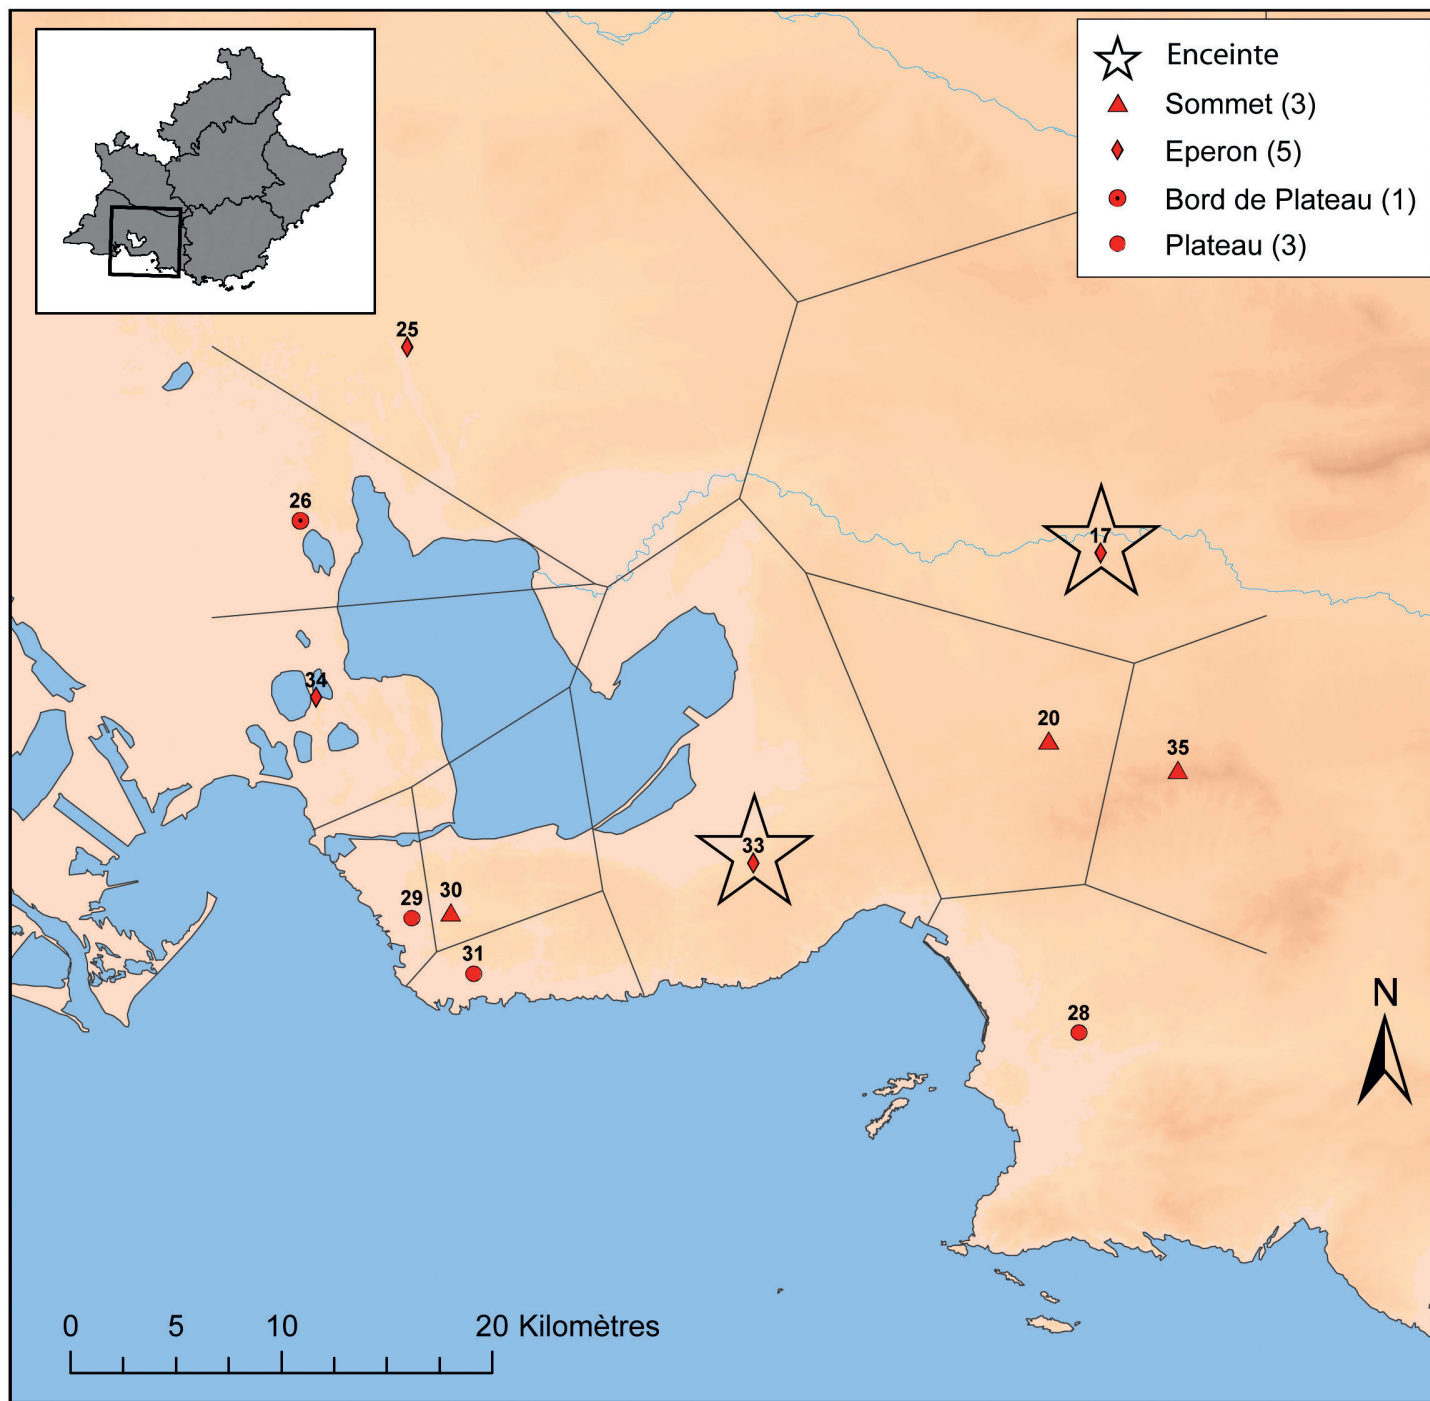 Enceinte
Sommet (3)
Eperon (5)
Bord de Plateau (1)
Plateau (3)
25
26
17
34
20
35
33
30
29
31
28
N
0 5 10 20 Kilomètres